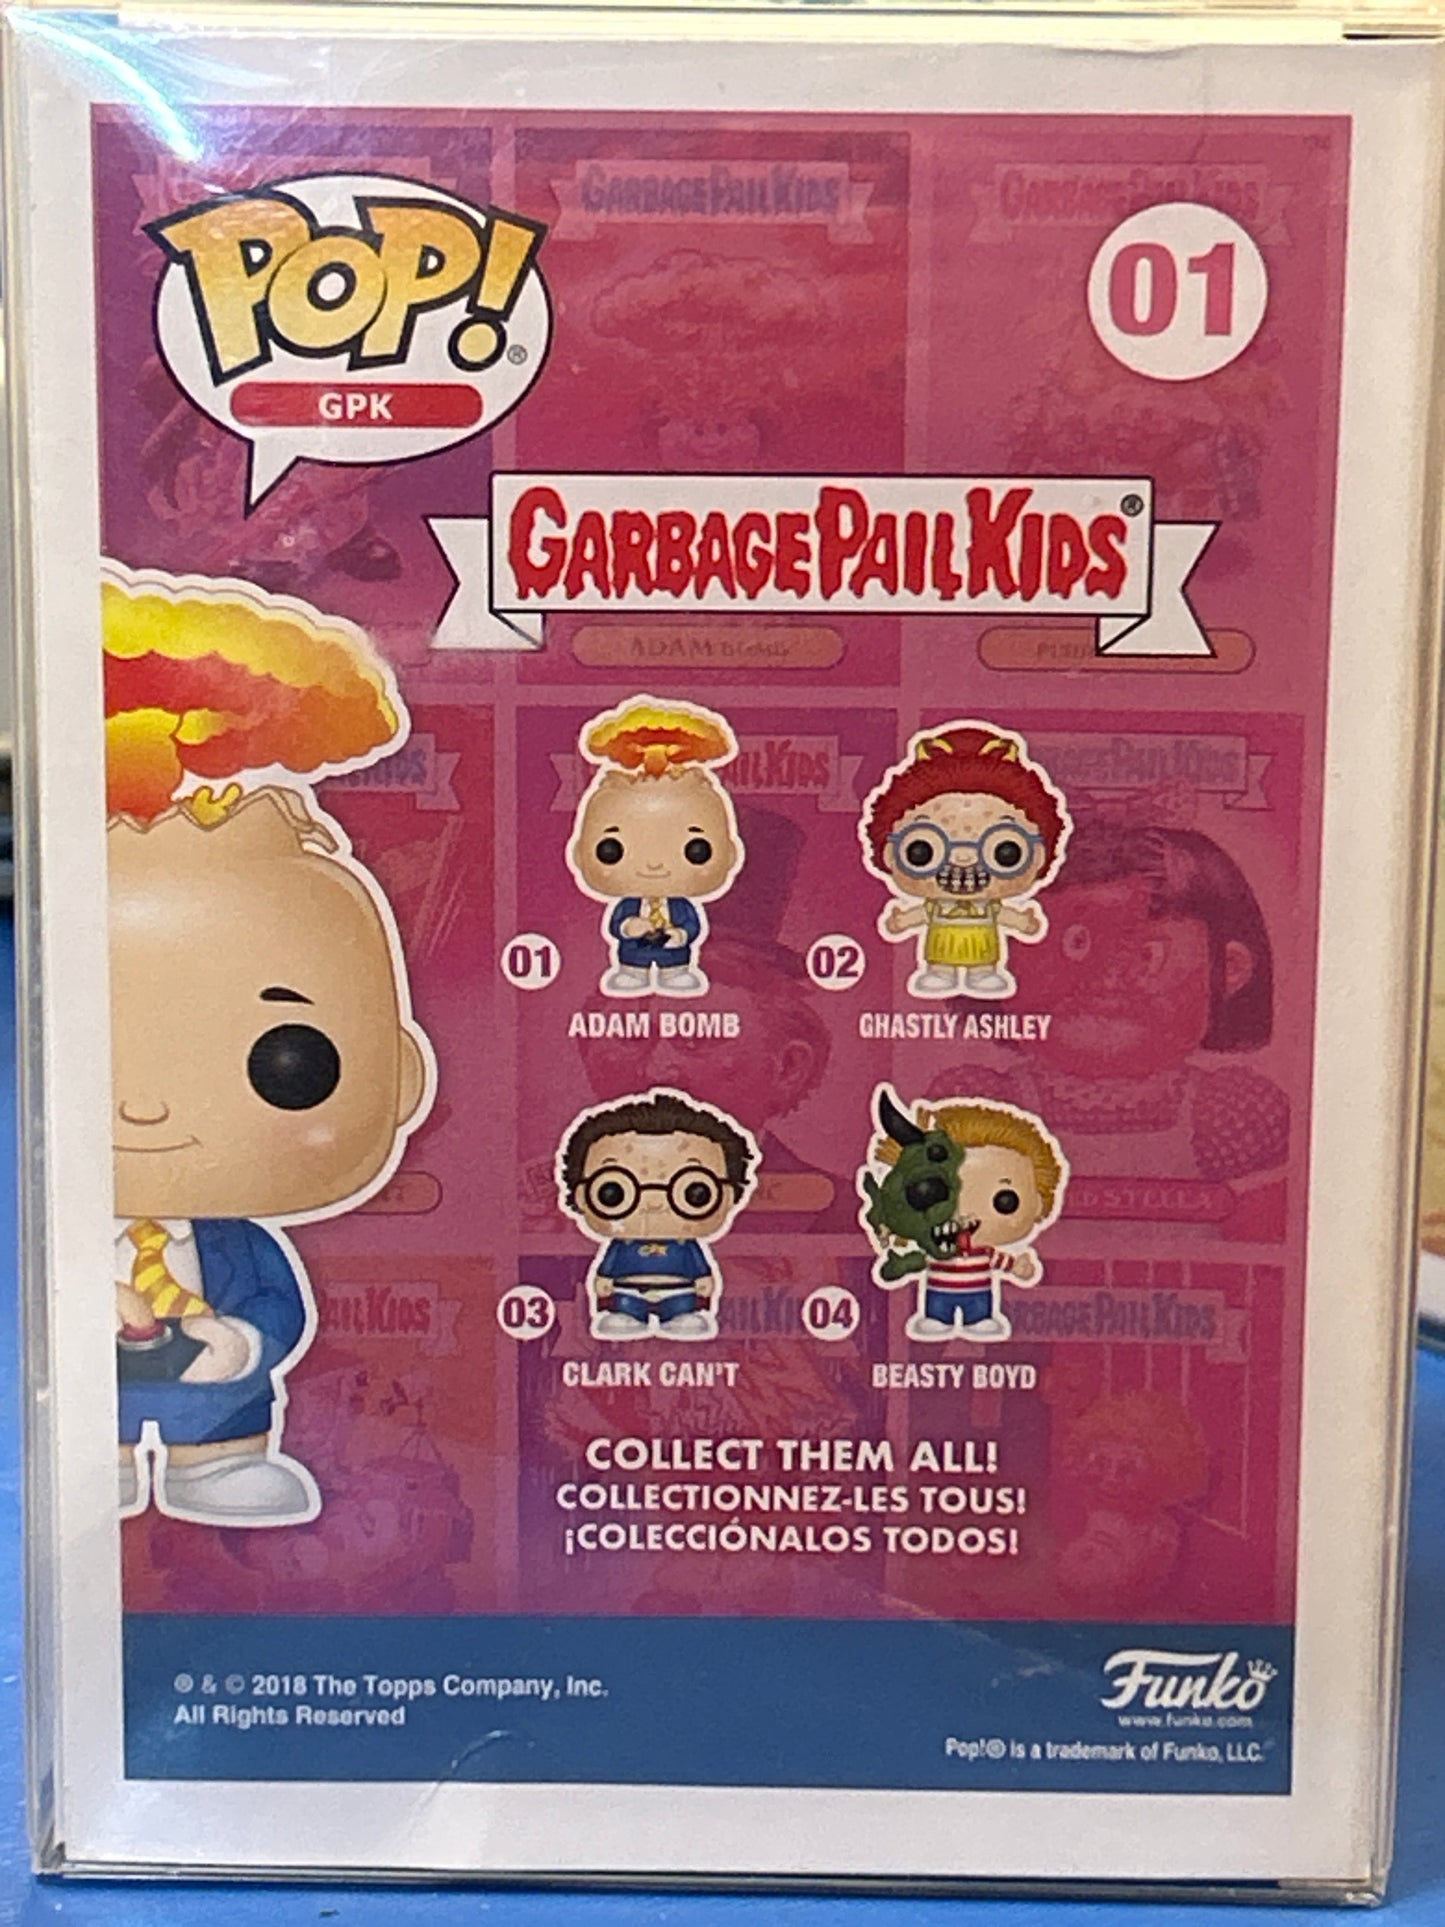 POP!®
GPK
01
GARBAGE PAIL KIDS®
ADAM BOMB
01
ADAM BOMB
02
GHASTLY ASHLEY
03
CLARK CAN'T
04
BEASTY BOYD
COLLECT THEM ALL!
COLLECTIONNEZ-LES TOUS!
¡COLECCIÓNALOS TODOS!
® & © 2018 The Topps Company, Inc.
All Rights Reserved
Funko
www.funko.com
Pop!® is a trademark of Funko, LLC.